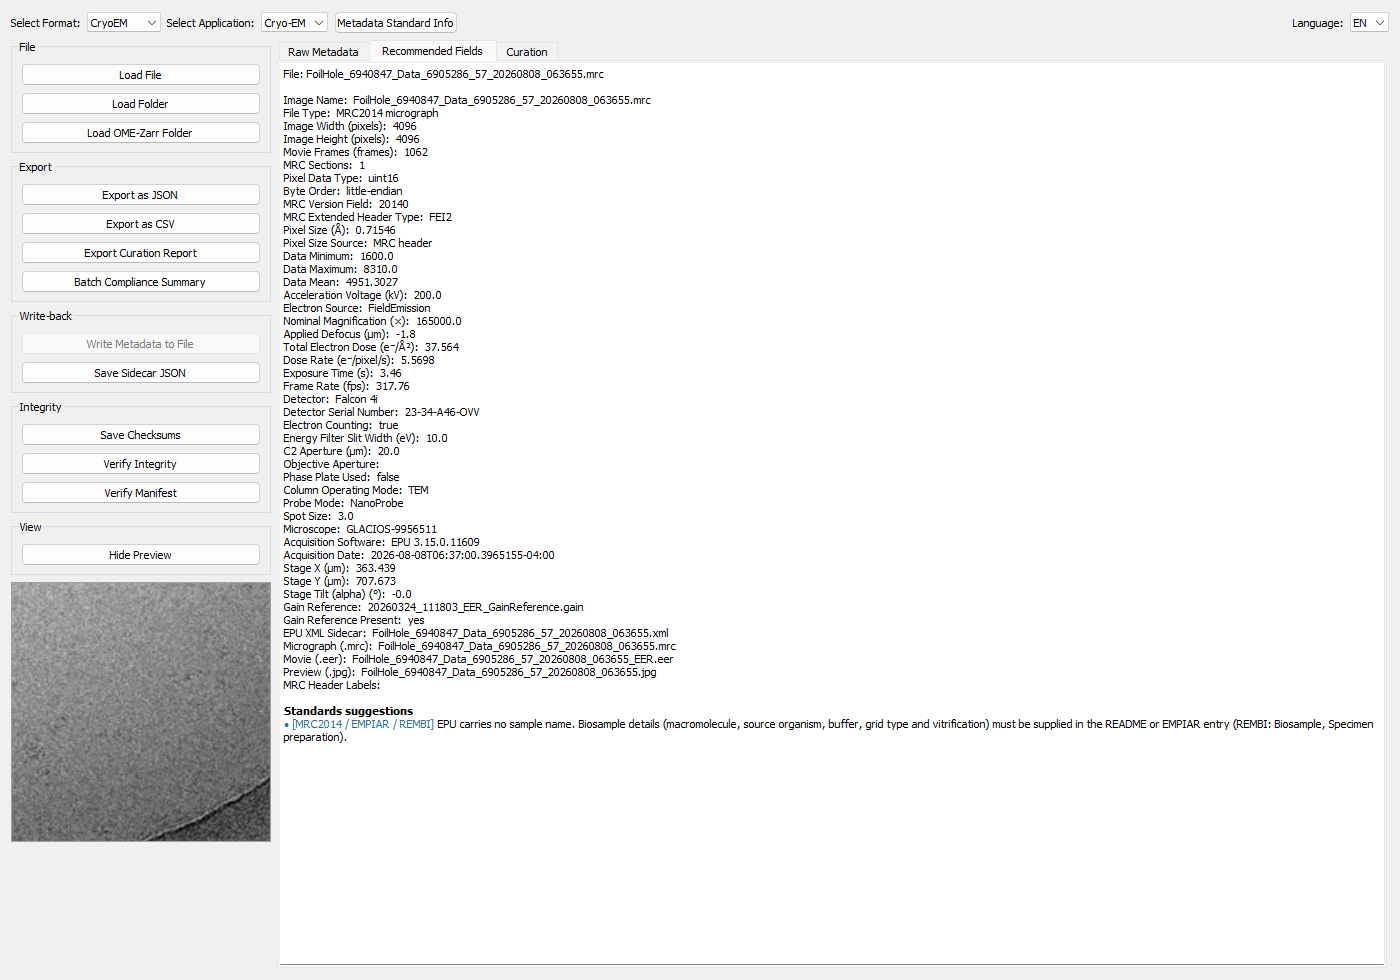 Select Format: CryoEM Select Application: Cryo-EM Metadata Standard Info Language: EN
File
Load File
Load Folder
Load OME-Zarr Folder
Export
Export as JSON
Export as CSV
Export Curation Report
Batch Compliance Summary
Write-back
Write Metadata to File
Save Sidecar JSON
Integrity
Save Checksums
Verify Integrity
Verify Manifest
View
Hide Preview
Raw Metadata Recommended Fields Curation
File: FoilHole_6940847_Data_6905286_57_20260808_063655.mrc
Image Name: FoilHole_6940847_Data_6905286_57_20260808_063655.mrc
File Type: MRC2014 micrograph
Image Width (pixels): 4096
Image Height (pixels): 4096
Movie Frames (frames): 1062
MRC Sections: 1
Pixel Data Type: uint16
Byte Order: little-endian
MRC Version Field: 20140
MRC Extended Header Type: FEI2
Pixel Size (Å): 0.71546
Pixel Size Source: MRC header
Data Minimum: 1600.0
Data Maximum: 8310.0
Data Mean: 4951.3027
Acceleration Voltage (kV): 200.0
Electron Source: FieldEmission
Nominal Magnification (×): 165000.0
Applied Defocus (µm): -1.8
Total Electron Dose (e⁻/Å²): 37.564
Dose Rate (e⁻/pixel/s): 5.5698
Exposure Time (s): 3.46
Frame Rate (fps): 317.76
Detector: Falcon 4i
Detector Serial Number: 23-34-A46-OVV
Electron Counting: true
Energy Filter Slit Width (eV): 10.0
C2 Aperture (µm): 20.0
Objective Aperture:
Phase Plate Used: false
Column Operating Mode: TEM
Probe Mode: NanoProbe
Spot Size: 3.0
Microscope: GLACIOS-9956511
Acquisition Software: EPU 3.15.0.11609
Acquisition Date: 2026-08-08T06:37:00.3965155-04:00
Stage X (µm): 363.439
Stage Y (µm): 707.673
Stage Tilt (alpha) (°): -0.0
Gain Reference: 20260324_111803_EER_GainReference.gain
Gain Reference Present: yes
EPU XML Sidecar: FoilHole_6940847_Data_6905286_57_20260808_063655.xml
Micrograph (.mrc): FoilHole_6940847_Data_6905286_57_20260808_063655.mrc
Movie (.eer): FoilHole_6940847_Data_6905286_57_20260808_063655_EER.eer
Preview (.jpg): FoilHole_6940847_Data_6905286_57_20260808_063655.jpg
MRC Header Labels:
Standards suggestions
• [MRC2014 / EMPIAR / REMBI] EPU carries no sample name. Biosample details (macromolecule, source organism, buffer, grid type and vitrification) must be supplied in the README or EMPIAR entry (REMBI: Biosample, Specimen
preparation).